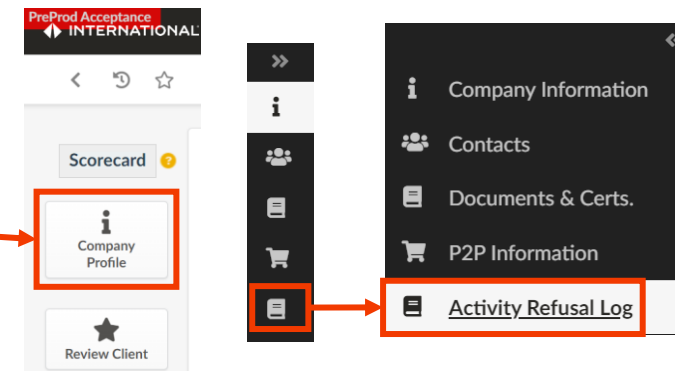 PreProd Acceptance
INTERNATIONAL
Scorecard
Company
Profile
Review Client
Company Information
Contacts
Documents & Certs.
P2P Information
Activity Refusal Log